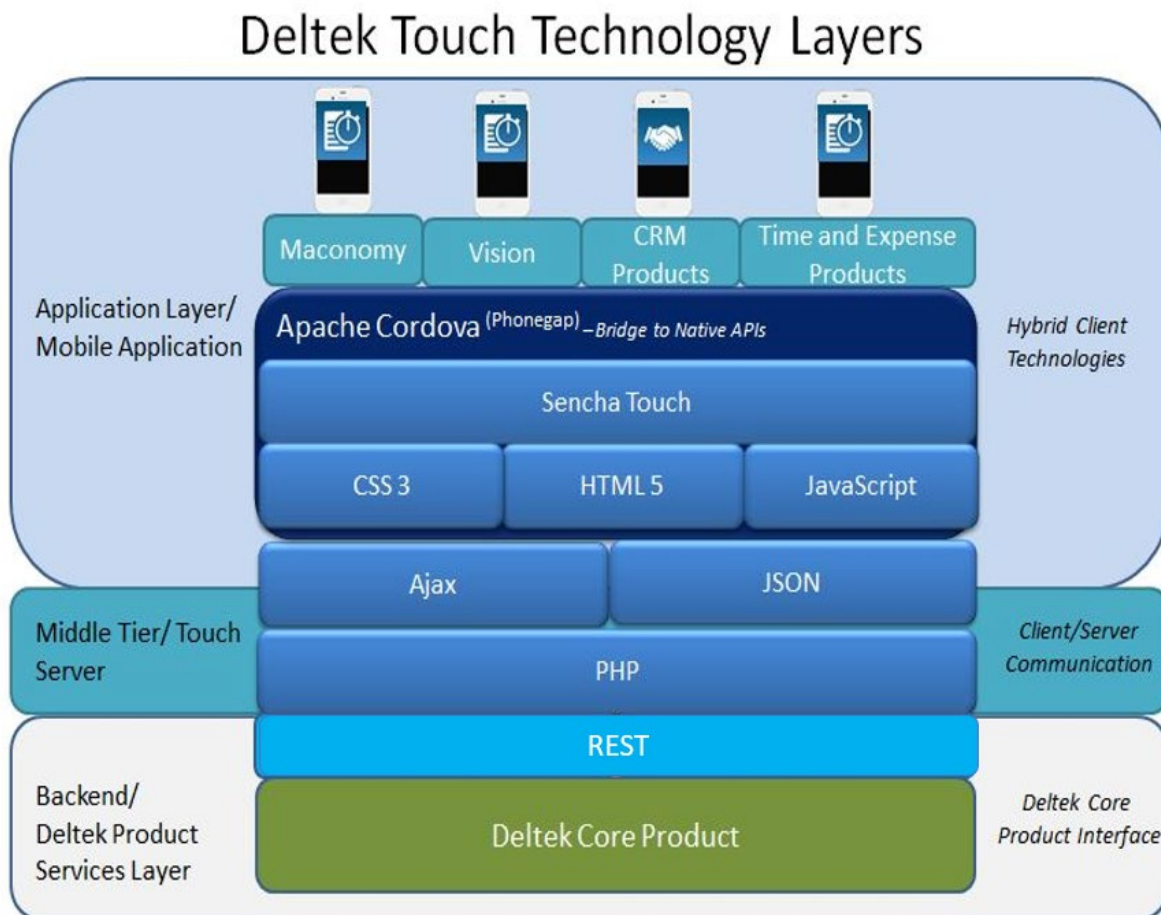 Deltek Touch Technology Layers
Maconomy
Vision
CRM
Products
Time and Expense
Products
Application Layer/
Mobile Application
Apache Cordova (Phonegap) – Bridge to Native APIs
Hybrid Client
Technologies
Sencha Touch
CSS 3
HTML 5
JavaScript
Ajax
JSON
Middle Tier/ Touch
Server
PHP
Client/Server
Communication
REST
Backend/
Deltek Product
Services Layer
Deltek Core Product
Deltek Core
Product Interface